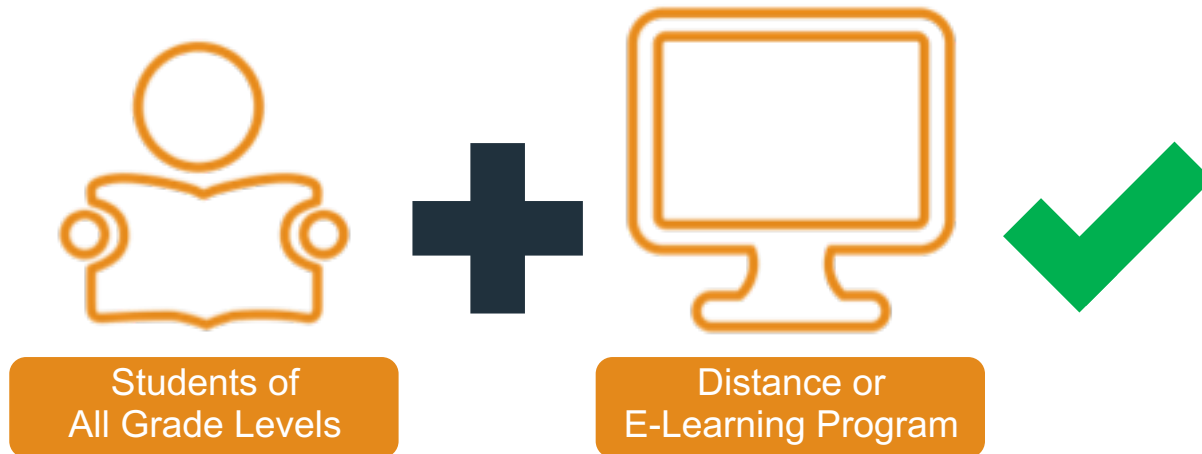 Students of
All Grade Levels
Distance or
E-Learning Program